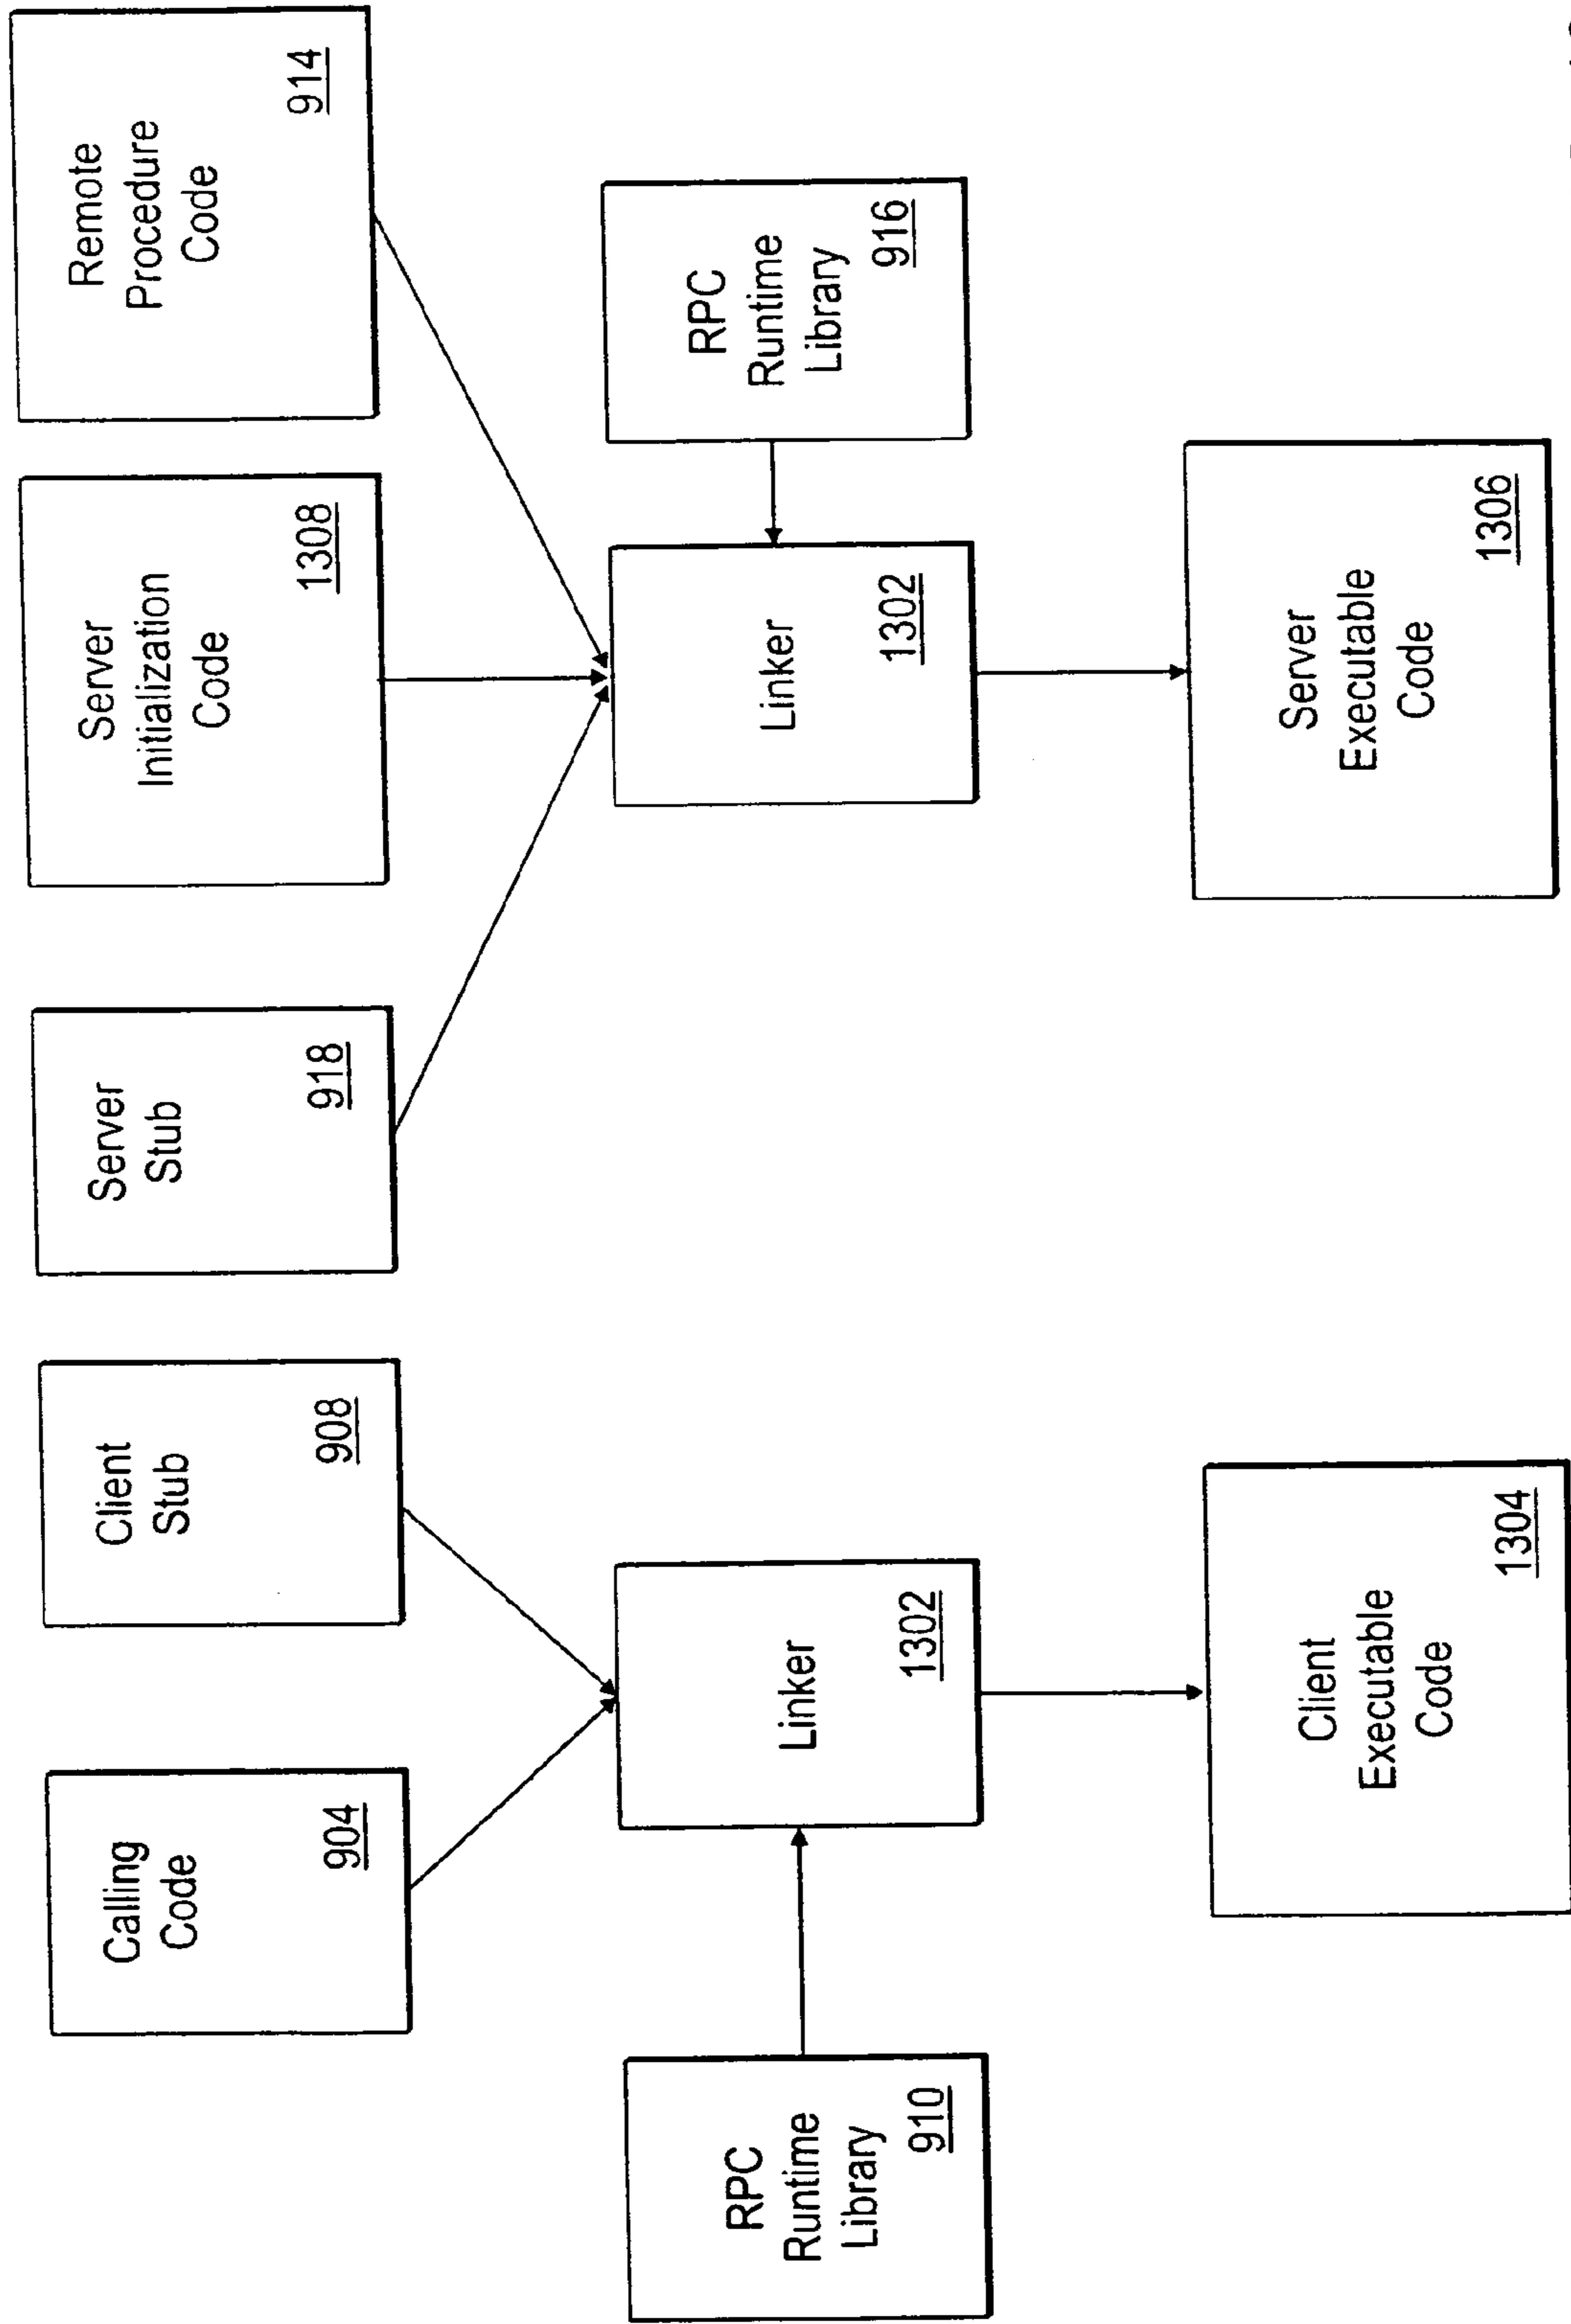 Calling
Code
904
Client
Stub
908
Server
Stub
918
Server
Initialization
Code
1308
Remote
Procedure
Code
914
RPC
Runtime
Library
910
Linker
1302
Linker
1302
RPC
Runtime
Library
916
Client
Executable
Code
1304
Server
Executable
Code
1306